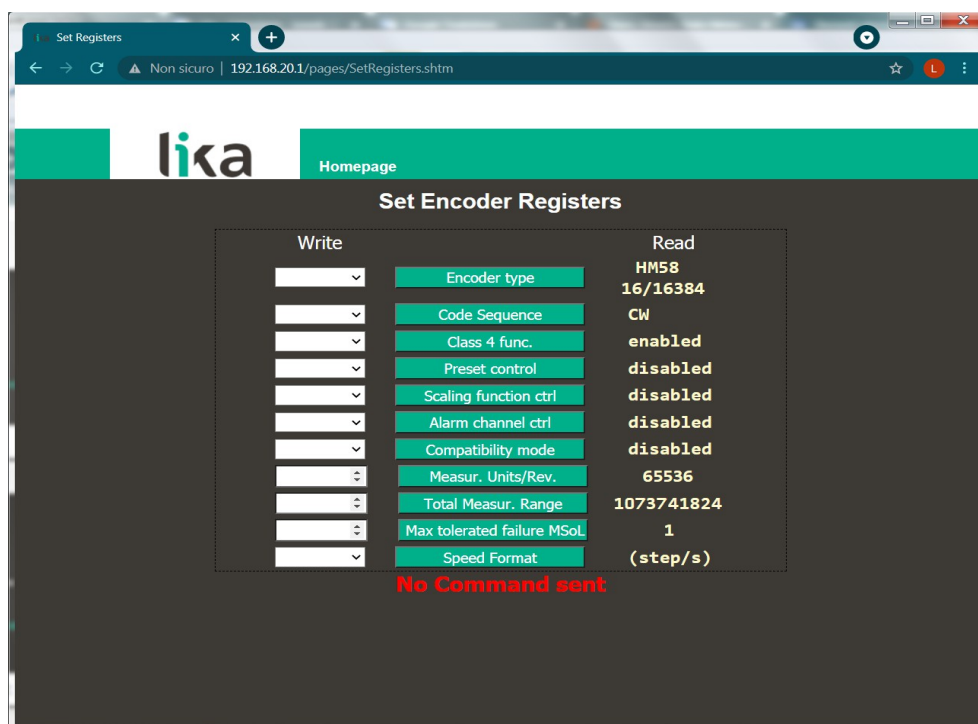 Set Registers
Non sicuro | 192.168.20.1/pages/SetRegisters.shtm
L
lika
Homepage
Set Encoder Registers
Write Read
Encoder type HM58
16/16384
Code Sequence CW
Class 4 func. enabled
Preset control disabled
Scaling function ctrl disabled
Alarm channel ctrl disabled
Compatibility mode disabled
Measur. Units/Rev. 65536
Total Measur. Range 1073741824
Max tolerated failure MSoL 1
Speed Format (step/s)
No Command sent